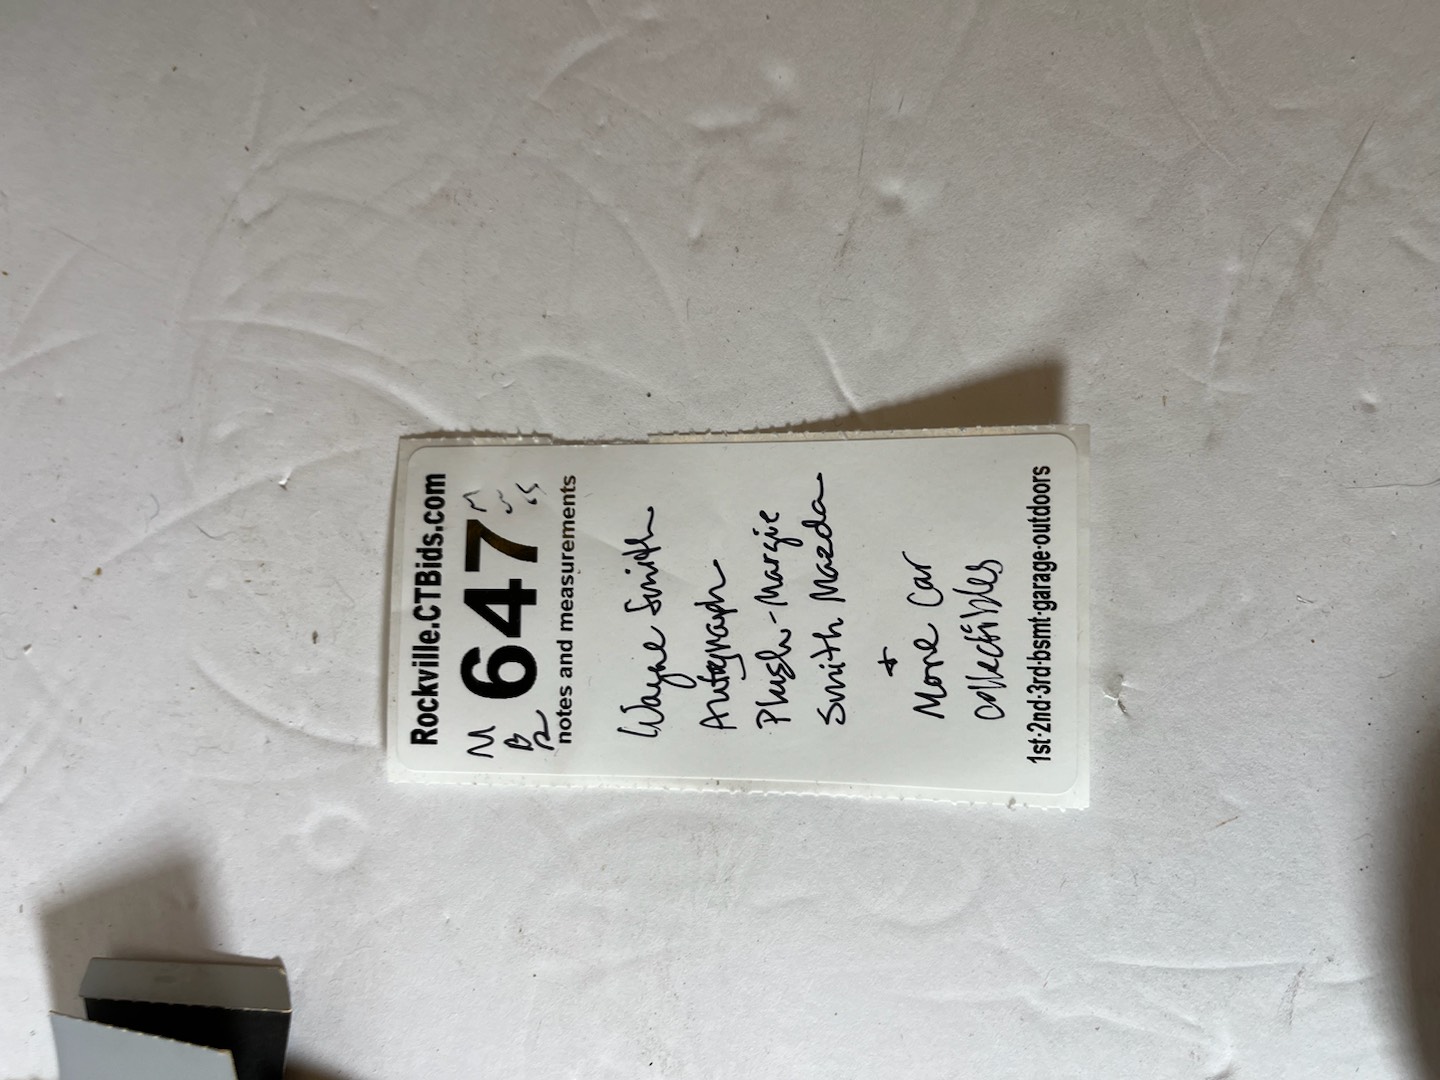 Rockville.CTBids.com
647
notes and measurements
Wayne Smith
Autograph
Plush-Margie
Smith Mazda
+
More Car
Collectibles
1st·2nd·3rd·bsmt·garage·outdoors